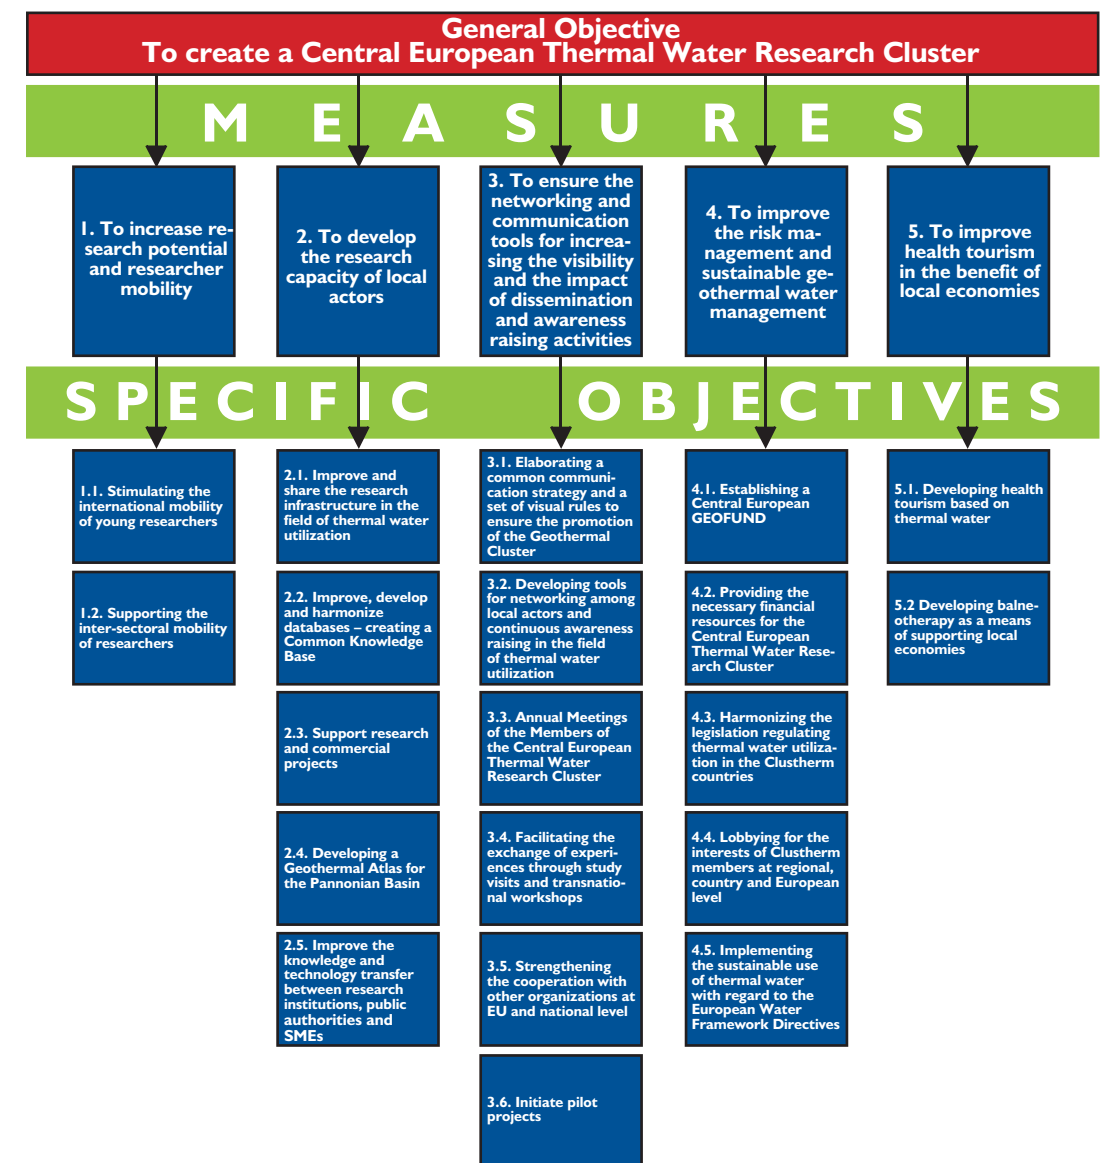 General Objective
To create a Central European Thermal Water Research Cluster
MEASURES
1. To increase re-
search potential
and researcher
mobility
2. To develop
the research
capacity of local
actors
3. To ensure the
networking and
communication
tools for increa-
sing the visibility
and the impact
of dissemination
and awareness
raising activities
4. To improve
the risk ma-
nagement and
sustainable ge-
othermal water
management
5. To improve
health tourism
in the benefit of
local economies
SPECIFIC OBJECTIVES
1.1. Stimulating the
international mobility
of young researchers
1.2. Supporting the
inter-sectoral mobility
of researchers
2.1. Improve and
share the research
infrastructure in the
field of thermal water
utilization
2.2. Improve, develop
and harmonize
databases – creating a
Common Knowledge
Base
2.3. Support research
and commercial
projects
2.4. Developing a
Geothermal Atlas for
the Pannonian Basin
2.5. Improve the
knowledge and
technology transfer
between research
institutions, public
authorities and
SMEs
3.1. Elaborating a
common communi-
cation strategy and a
set of visual rules to
ensure the promotion
of the Geothermal
Cluster
3.2. Developing tools
for networking among
local actors and
continuous awareness
raising in the field
of thermal water
utilization
3.3. Annual Meetings
of the Members of
the Central European
Thermal Water
Research Cluster
3.4. Facilitating the
exchange of experi-
ences through study
visits and transnatio-
nal workshops
3.5. Strengthening
the cooperation with
other organizations at
EU and national level
3.6. Initiate pilot
projects
4.1. Establishing a
Central European
GEOFUND
4.2. Providing the
necessary financial
resources for the
Central European
Thermal Water Rese-
arch Cluster
4.3. Harmonizing the
legislation regulating
thermal water utiliza-
tion in the Clustherm
countries
4.4. Lobbying for the
interests of Clustherm
members at regional,
country and European
level
4.5. Implementing
the sustainable use
of thermal water
with regard to the
European Water
Framework Directives
5.1. Developing health
tourism based on
thermal water
5.2 Developing balne-
otherapy as a means
of supporting local
economies